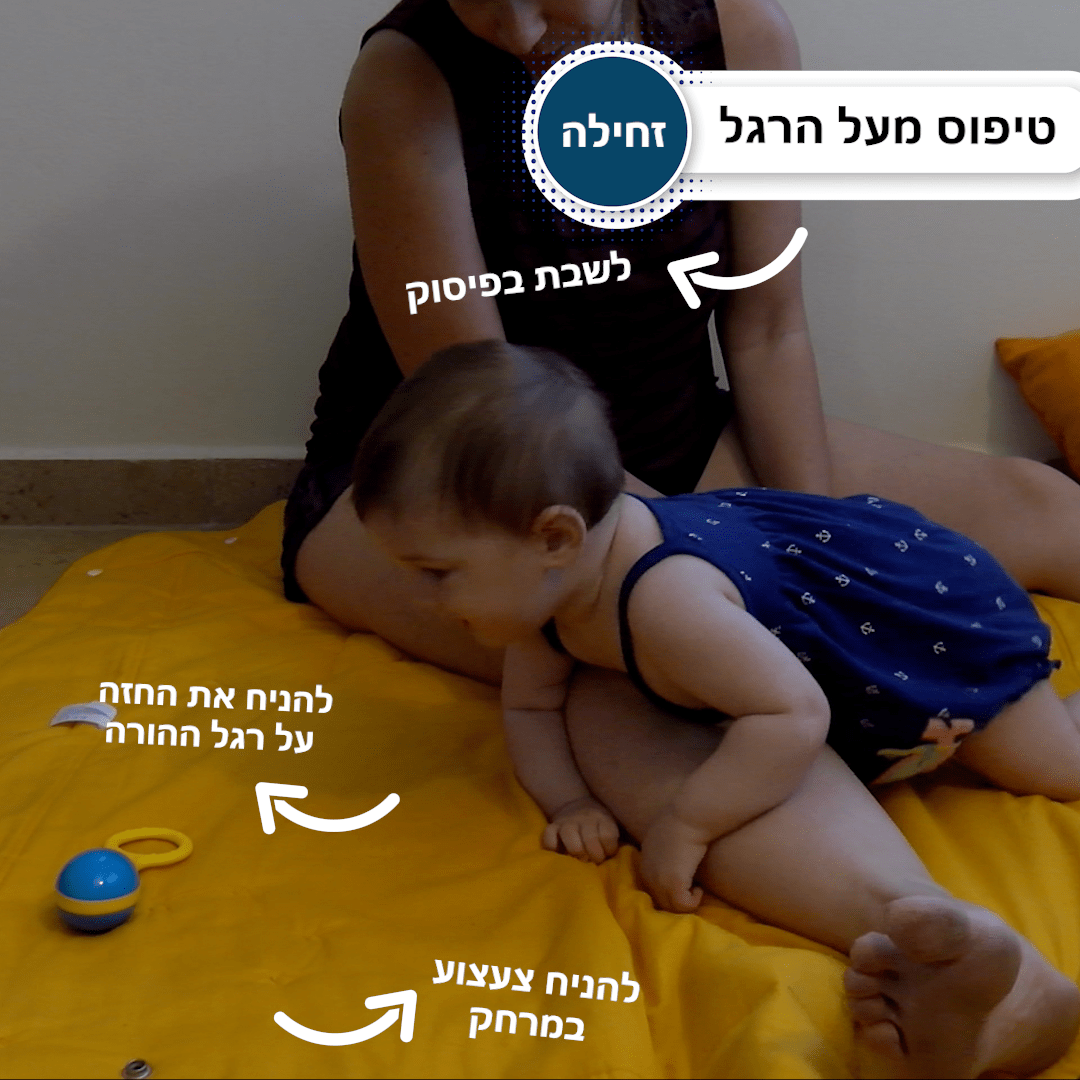 טיפוס מעל הרגל
זחילה
לשבת בפיסוק
להניח את החזה
על רגל ההורה
להניח צעצוע
במרחק